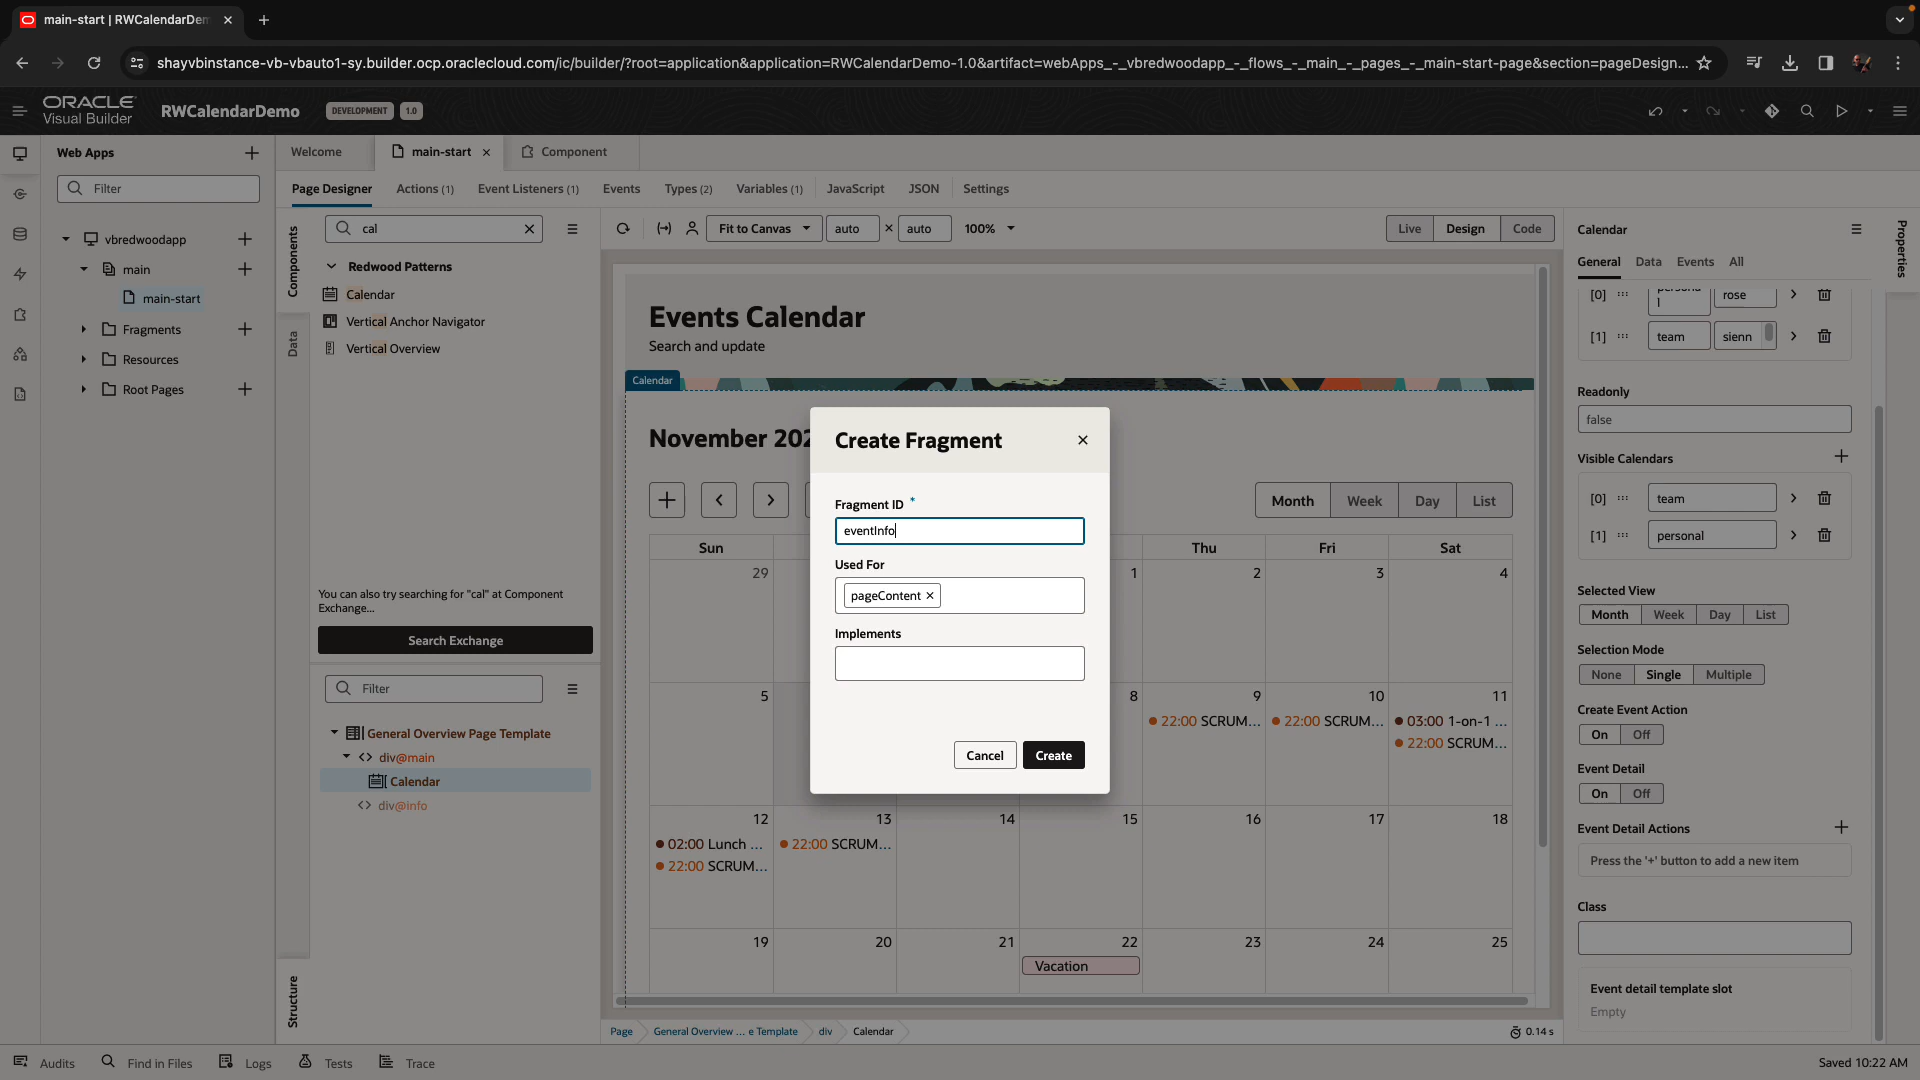 main-start | RWCalendarDem
shayvbinstance-vb-vbauto1-sy.builder.ocp.oraclecloud.com/ic/builder/?root=application&application=RWCalendarDemo-1.0&artifact=webApps_-_vbredwoodapp_-_flows_-_main_-_pages_-_main-start-page&section=pageDesign...
ORACLE
Visual Builder
RWCalendarDemo
DEVELOPMENT
1.0
Web Apps
Welcome
main-start
Component
Filter
Page Designer
Actions (1)
Event Listeners (1)
Events
Types (2)
Variables (1)
JavaScript
JSON
Settings
vbredwoodapp
main
main-start
Fragments
Resources
Root Pages
Components
Data
cal
Redwood Patterns
Calendar
Vertical Anchor Navigator
Vertical Overview
You can also try searching for "cal" at Component
Exchange...
Search Exchange
Structure
Filter
General Overview Page Template
div@main
Calendar
div@info
Fit to Canvas
auto
×
auto
100%
Live
Design
Code
Events Calendar
Search and update
Calendar
November 202
Month
Week
Day
List
Sun
Thu
Fri
Sat
29
1
2
3
4
5
8
9
10
11
22:00 SCRUM...
22:00 SCRUM...
03:00 1-on-1 ...
22:00 SCRUM...
12
13
14
15
16
17
18
02:00 Lunch ...
22:00 SCRUM...
22:00 SCRUM...
19
20
21
22
23
24
25
Vacation
Create Fragment
Fragment ID *
eventInfo
Used For
pageContent
Implements
Cancel
Create
Page
General Overview ... e Template
div
Calendar
0.14 s
Calendar
Properties
General
Data
Events
All
[0]
l
rose
[1]
team
sienn
Readonly
false
Visible Calendars
[0]
team
[1]
personal
Selected View
Month
Week
Day
List
Selection Mode
None
Single
Multiple
Create Event Action
On
Off
Event Detail
On
Off
Event Detail Actions
Press the '+' button to add a new item
Class
Event detail template slot
Empty
Audits
Find in Files
Logs
Tests
Trace
Saved 10:22 AM